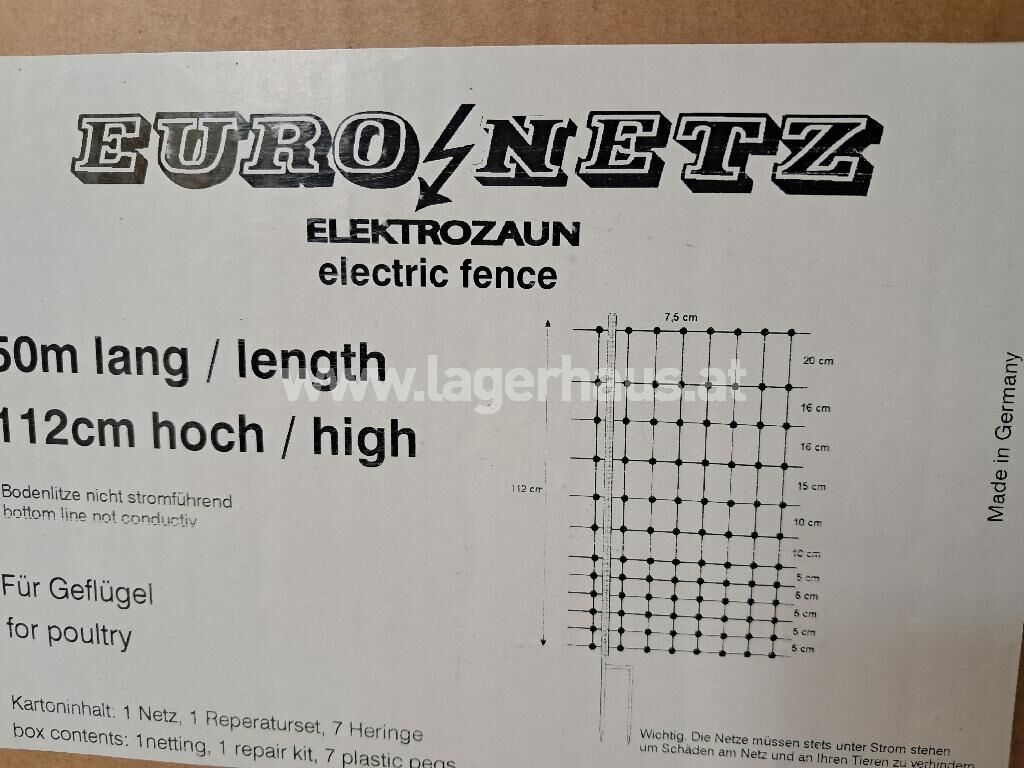 EURO NETZ
ELEKTROZAUN
electric fence
50m lang / length
112cm hoch / high
Bodenlitze nicht stromführend
bottom line not conductiv
Für Geflügel
for poultry
Kartoninhalt: 1 Netz, 1 Reperaturset, 7 Heringe
box contents: 1netting, 1 repair kit, 7 plastic pegs
7,5 cm
20 cm
16 cm
16 cm
15 cm
10 cm
10 cm
5 cm
5 cm
5 cm
5 cm
5 cm
112 cm
Made in Germany
Wichtig. Die Netze müssen stets unter Strom stehen
um Schäden am Netz und an Ihren Tieren zu verhindern
www.lagerhaus.at